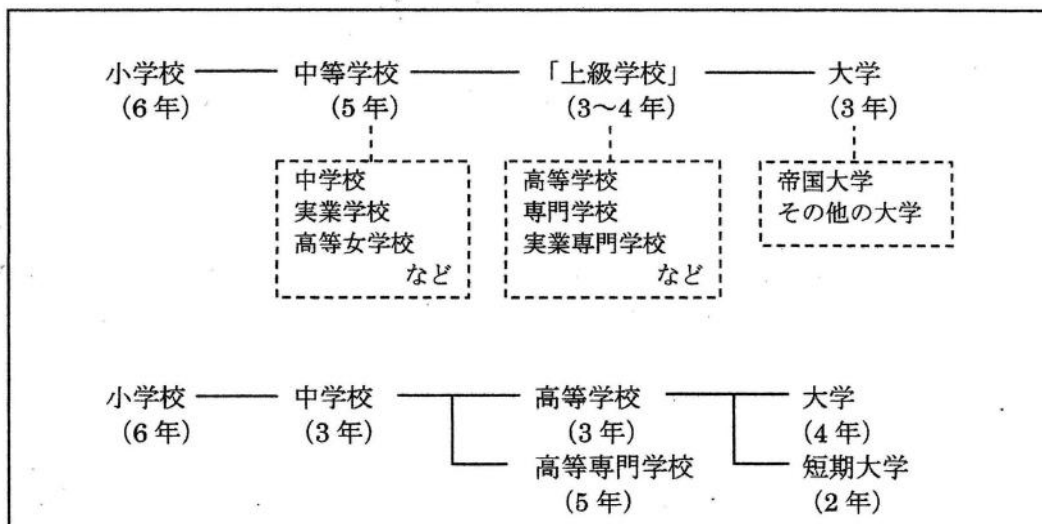 小学校 中等学校 「上級学校」 大学
(6年) (5年) (3～4年) (3年)
中学校 高等学校 帝国大学
実業学校 専門学校 その他の大学
高等女学校 実業専門学校
など など
小学校 中学校 高等学校 大学
(6年) (3年) (3年) (4年)
高等専門学校 短期大学
(5年) (2年)